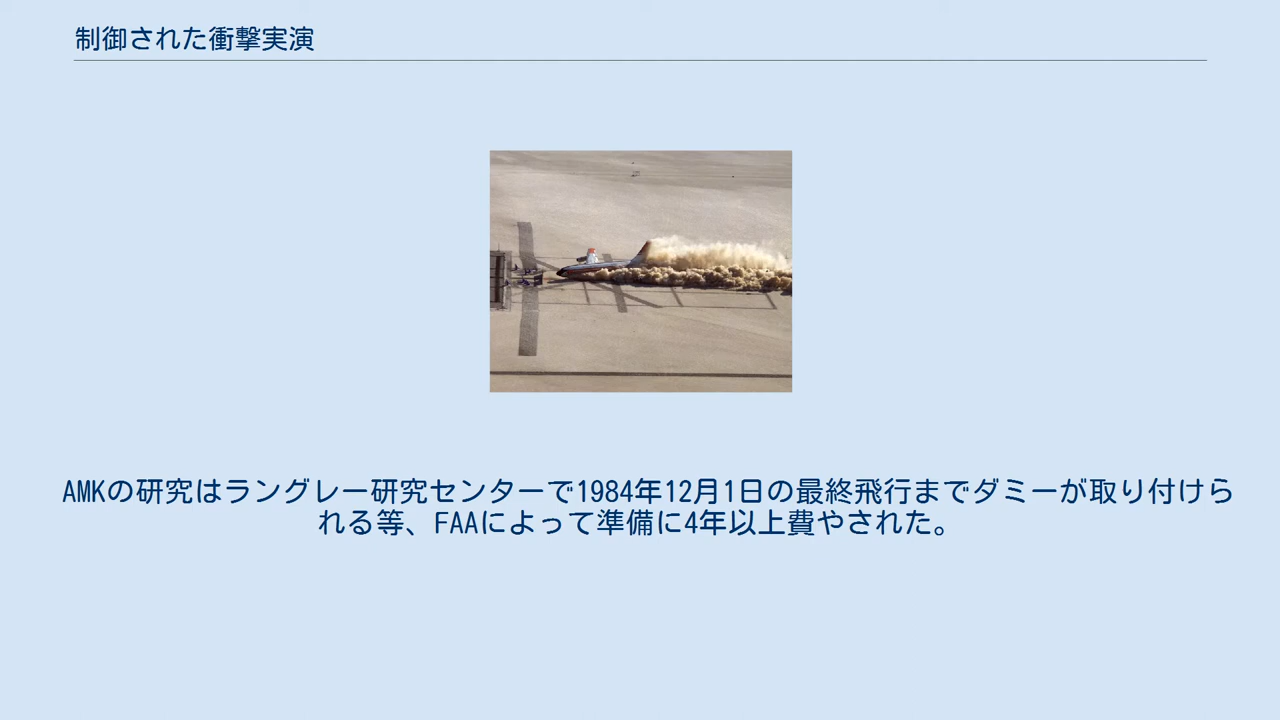 制御された衝撃実演
AMKの研究はラングレー研究センターで1984年12月1日の最終飛行までダミーが取り付けら
れる等、FAAによって準備に4年以上費やされた。